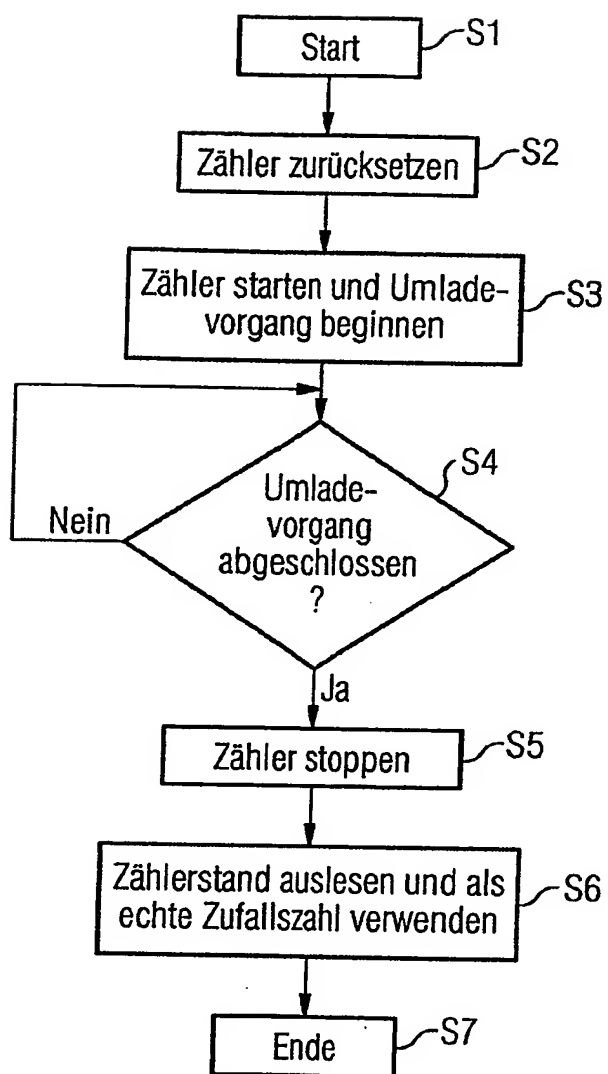 Start
S1
Zähler zurücksetzen
S2
Zähler starten und Umlade-
vorgang beginnen
S3
Umlade-
vorgang
abgeschlossen
?
S4
Nein
Ja
Zähler stoppen
S5
Zählerstand auslesen und als
echte Zufallszahl verwenden
S6
Ende
S7